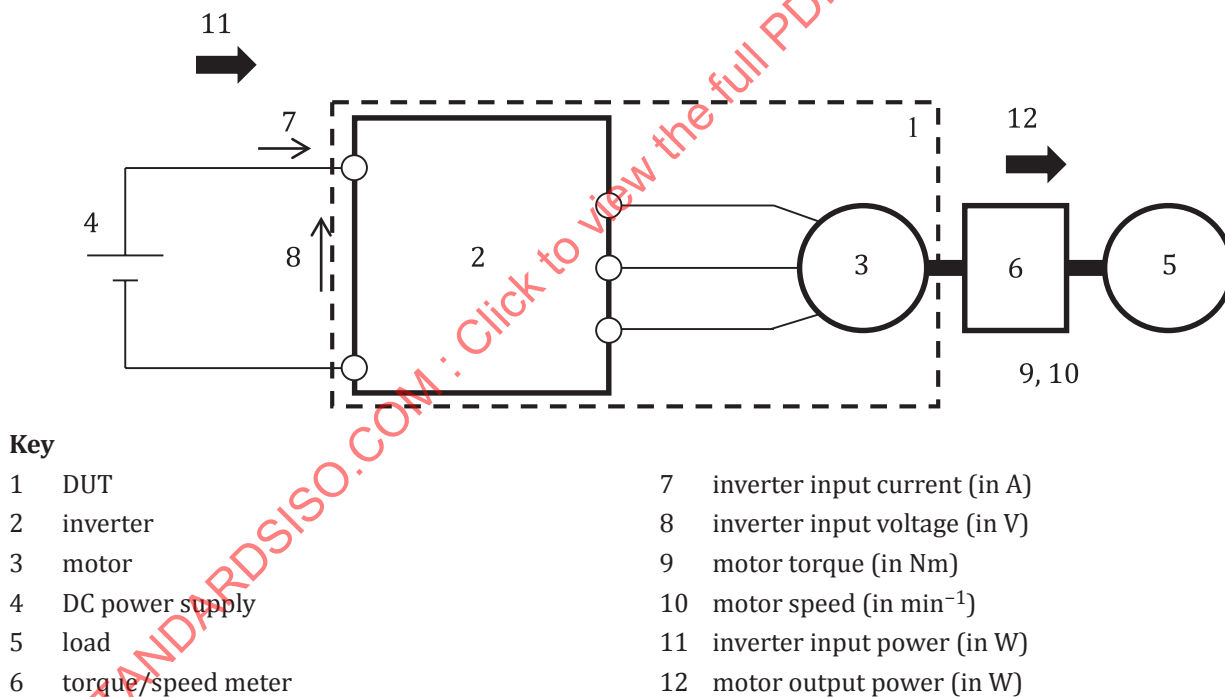 11
7
1
12
4
8
2
3
6
5
9, 10
Key
1 DUT
2 inverter
3 motor
4 DC power supply
5 load
6 torque/speed meter
7 inverter input current (in A)
8 inverter input voltage (in V)
9 motor torque (in Nm)
10 motor speed (in min⁻¹)
11 inverter input power (in W)
12 motor output power (in W)
STANDARDSISO.COM : Click to view the full PDF